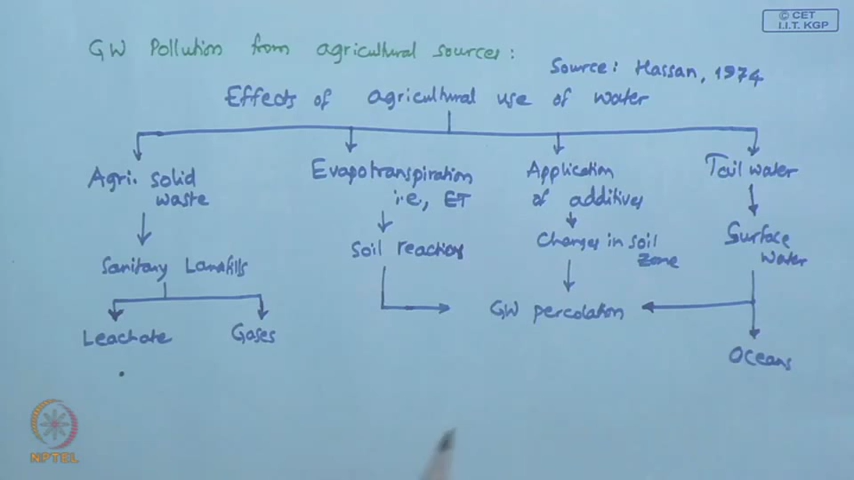 © CET
I.I.T. KGP
GW Pollution from agricultural sources:
Source: Hassan, 1974
Effects of agricultural use of water
Agri. solid
waste
Evapotranspiration
i.e., ET
Application
of additives
Tail water
Sanitary Landfills
Soil reaction
Changes in soil
zone
Surface
water
Leachate
Gases
GW percolation
Oceans
NPTEL